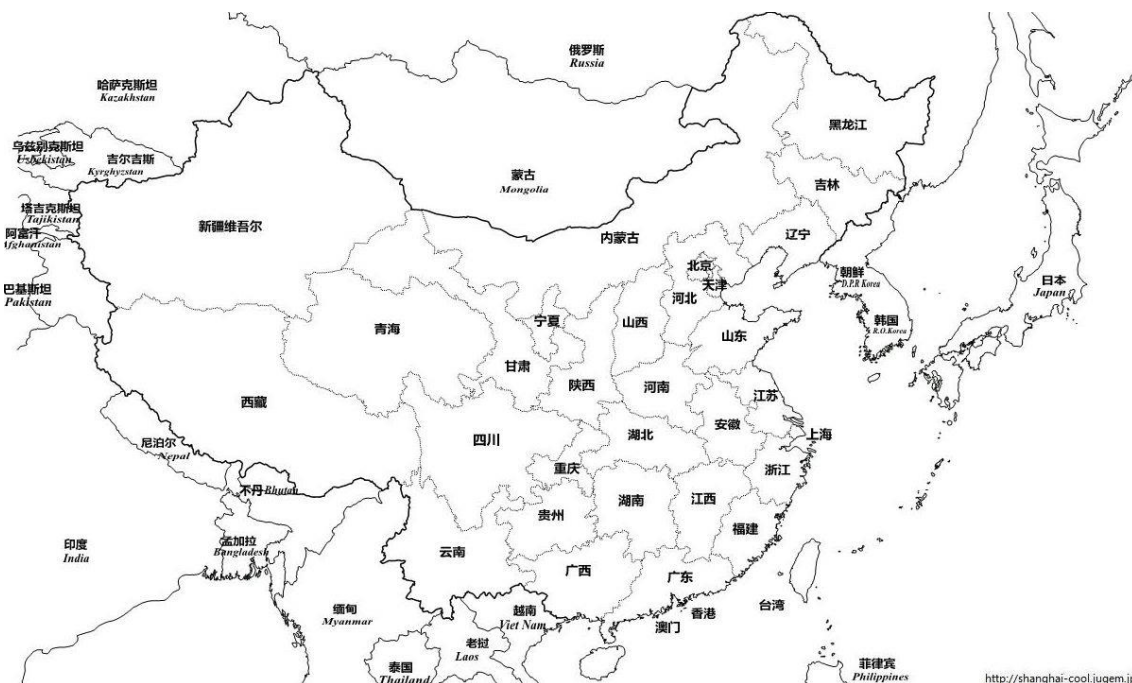 俄罗斯
Russia
哈萨克斯坦
Kazakhstan
黑龙江
乌兹别克斯坦
Uzbekistan
吉尔吉斯
Kyrghyzstan
蒙古
Mongolia
吉林
塔吉克斯坦
Tajikistan
新疆维吾尔
阿富汗
Afghanistan
内蒙古
辽宁
北京
天津
朝鲜
D.P.R Korea
巴基斯坦
Pakistan
日本
Japan
河北
韩国
R.O.Korea
青海
宁夏
山西
山东
甘肃
陕西
河南
江苏
西藏
安徽
四川
湖北
上海
尼泊尔
Nepal
重庆
浙江
不丹 Bhutan
湖南
江西
贵州
福建
印度
India
孟加拉
Bangladesh
云南
广西
广东
缅甸
Myanmar
越南
Viet Nam
香港
台湾
澳门
老挝
Laos
泰国
Thailand
菲律宾
Philippines
http://shanghai-cool.jugem.jp